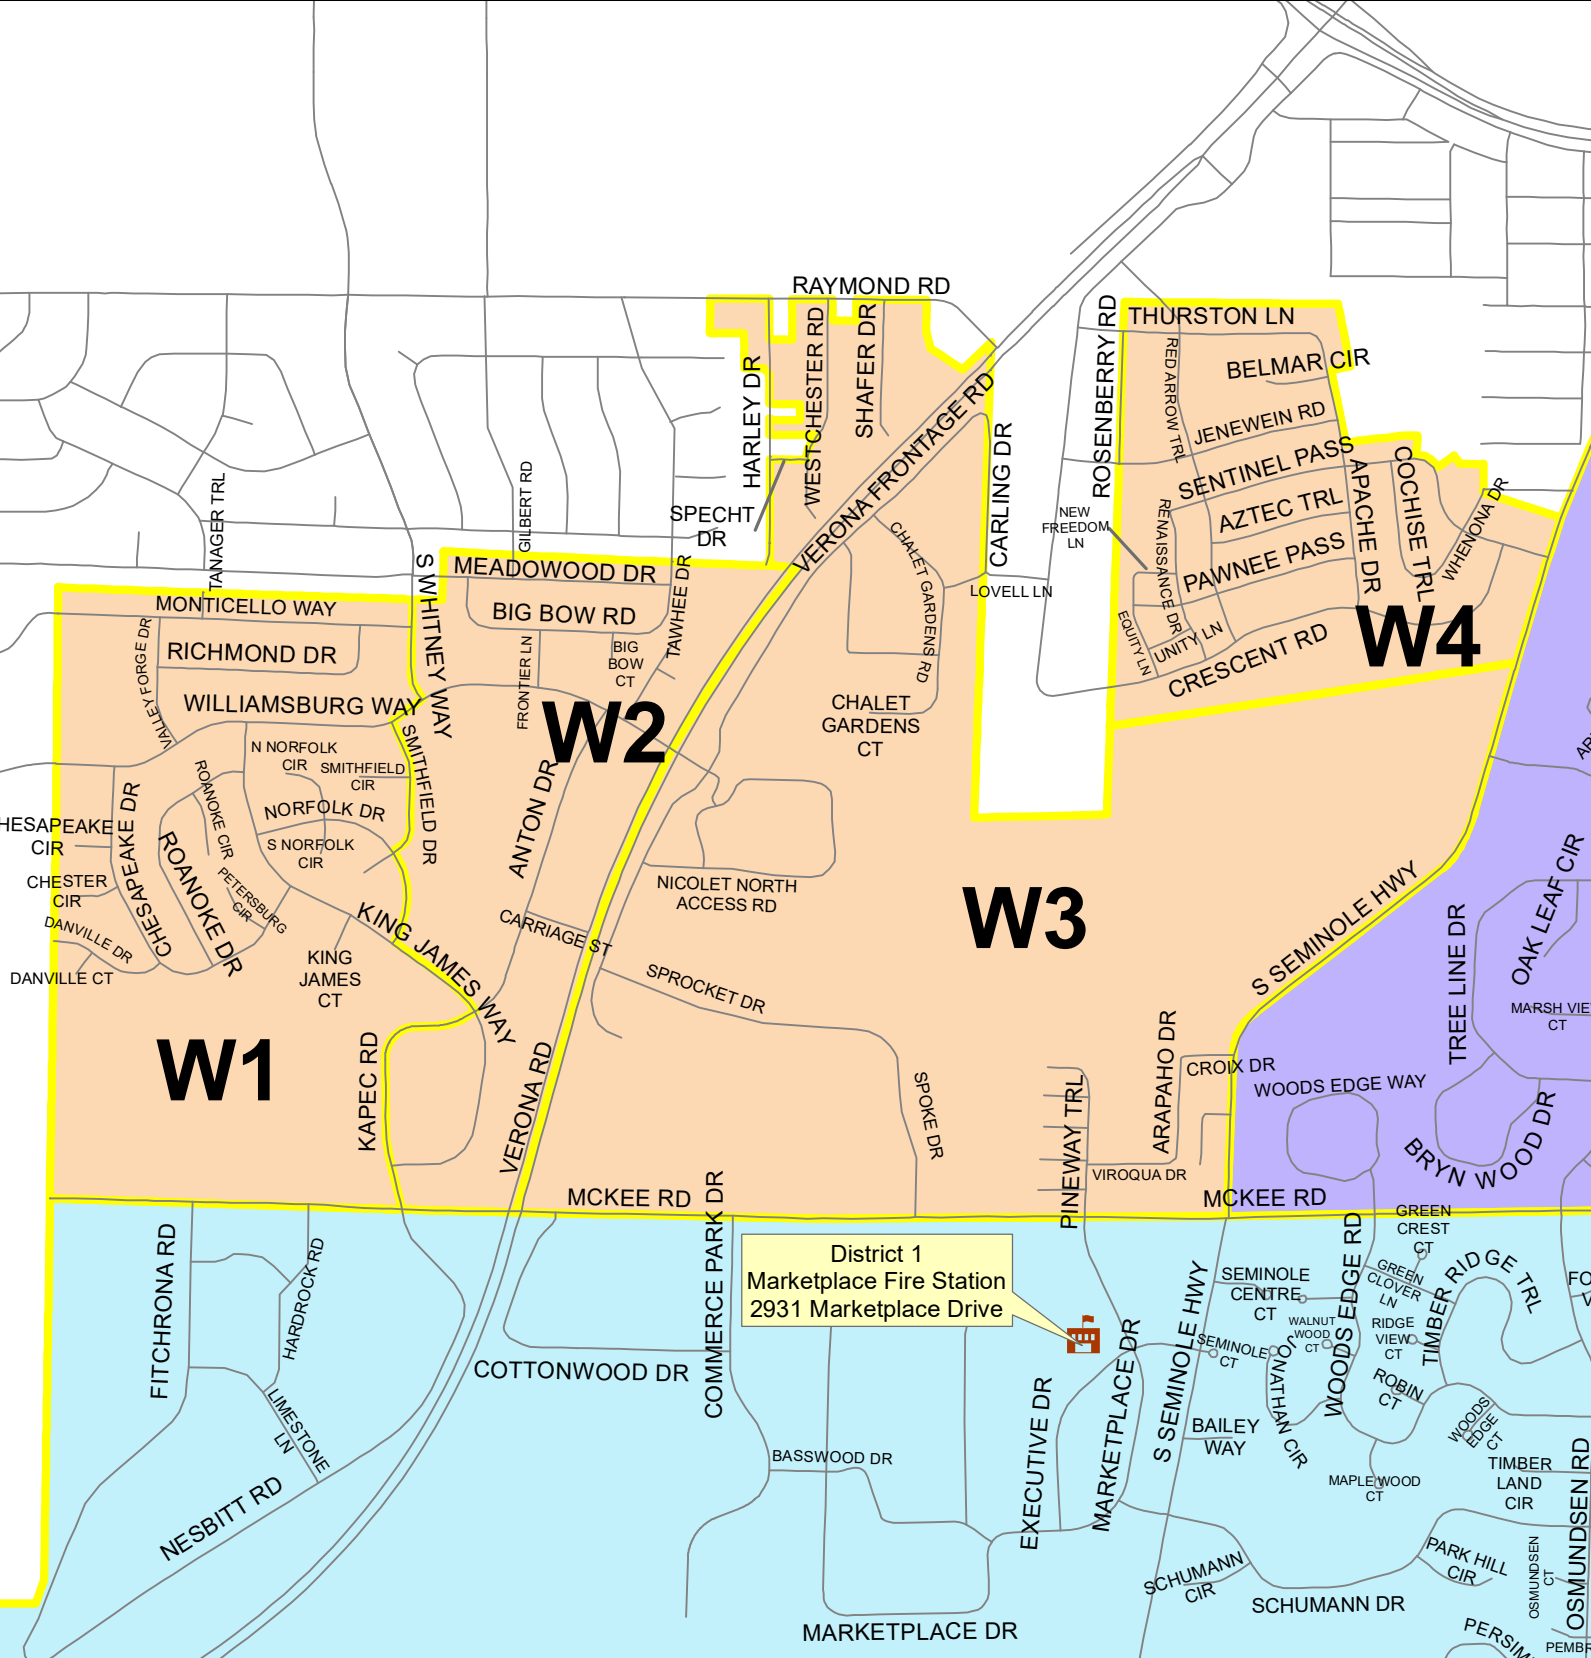 RAYMOND RD
THURSTON LN
ROSENBERRY RD
WESTCHESTER RD
SHAFER DR
HARLEY DR
RED ARROW TRL
BELMAR CIR
JENEWEIN RD
VERONA FRONTAGE RD
CARLING DR
SENTINEL PASS
APACHE DR
COCHISE TRL
WHENONA DR
AZTEC TRL
PAWNEE PASS
RENAISSANCE DR
NEW
FREEDOM
LN
EQUITY LN
UNITY LN
CRESCENT RD
W4
SPECHT
DR
TANAGER TRL
GILBERT RD
S WHITNEY WAY
MEADOWOOD DR
TAWHEE DR
BIG BOW RD
BIG
BOW
CT
FRONTIER LN
MONTICELLO WAY
RICHMOND DR
VALLEY FORGE DR
WILLIAMSBURG WAY
CHALET GARDENS RD
LOVELL LN
CHALET
GARDENS
CT
W2
SMITHFIELD DR
N NORFOLK
CIR
SMITHFIELD
CIR
ROANOKE CIR
NORFOLK DR
S NORFOLK
CIR
ANTON DR
HESAPEAKE
CIR
CHESAPEAKE DR
CHESTER
CIR
ROANOKE DR
PETERSBURG
CIR
DANVILLE DR
DANVILLE CT
KING JAMES WAY
KING
JAMES
CT
CARRIAGE ST
NICOLET NORTH
ACCESS RD
W3
SPROCKET DR
S SEMINOLE HWY
OAK LEAF CIR
TREE LINE DR
MARSH VIE
CT
W1
KAPEC RD
VERONA RD
SPOKE DR
PINEWAY TRL
ARAPAHO DR
CROIX DR
VIROQUA DR
WOODS EDGE WAY
BRYN WOOD DR
MCKEE RD
MCKEE RD
COMMERCE PARK DR
FITCHRONA RD
HARDROCK RD
District 1
Marketplace Fire Station
2931 Marketplace Drive
GREEN
CREST
CT
SEMINOLE
CENTRE
CT
GREEN
CLOVER
LN
TIMBER RIDGE TRL
WOODS EDGE RD
WALNUT
WOOD
CT
RIDGE
VIEW
CT
SEMINOLE
CT
JONATHAN CIR
ROBIN
CT
WOODS
EDGE
CT
S SEMINOLE HWY
BAILEY
WAY
COTTONWOOD DR
LIMESTONE
LN
NESBITT RD
BASSWOOD DR
EXECUTIVE DR
MARKETPLACE DR
MAPLE WOOD
CT
TIMBER
LAND
CIR
OSMUNDSEN RD
OSMUNDSEN
CT
PARK HILL
CIR
SCHUMANN
CIR
SCHUMANN DR
MARKETPLACE DR
PERSIM
PEMBR